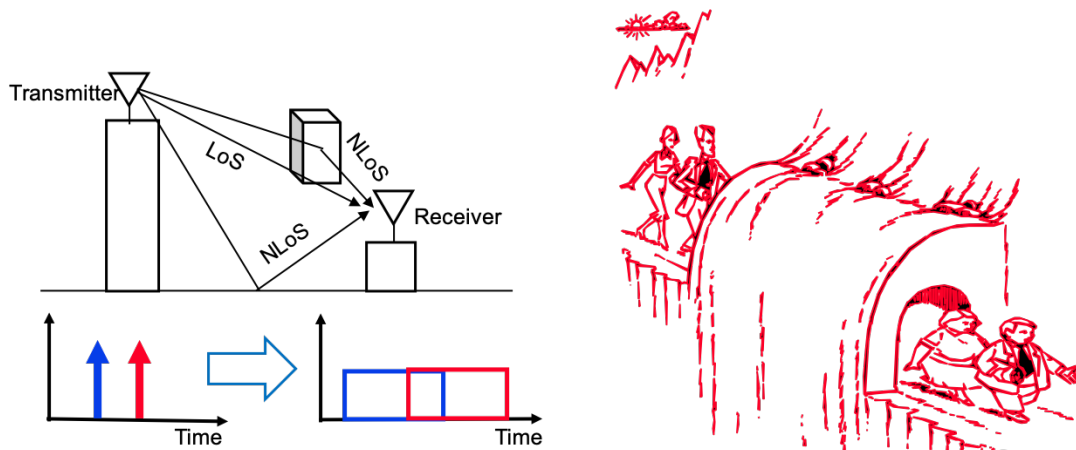 Transmitter
LoS
NLoS
NLoS
Receiver
Time
Time